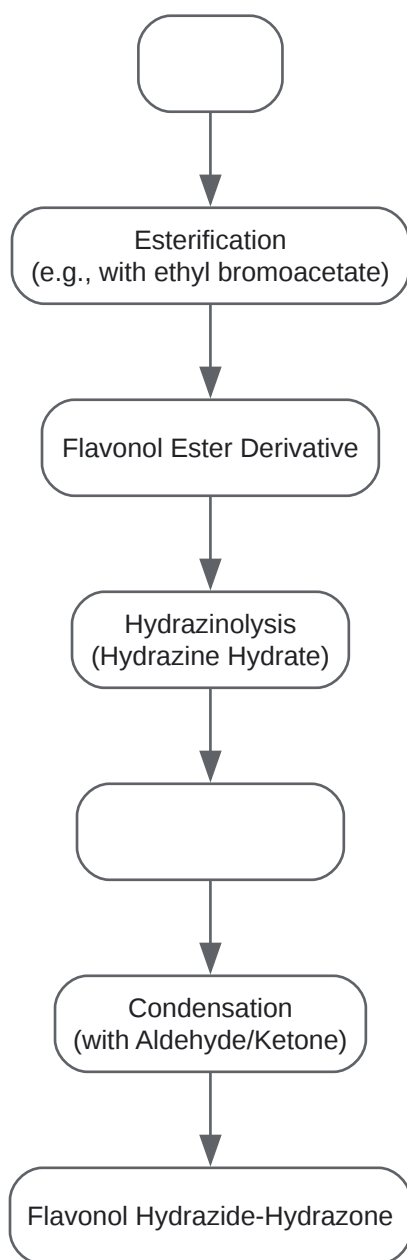 Esterification
(e.g., with ethyl bromoacetate)
Flavonol Ester Derivative
Hydrazinolysis
(Hydrazine Hydrate)
Condensation
(with Aldehyde/Ketone)
Flavonol Hydrazide-Hydrazone